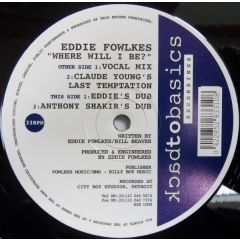 EDDIE FOWLKES
"WHERE WILL I BE?"
OTHER SIDE 1: VOCAL MIX
2: CLAUDE YOUNG'S
LAST TEMPTATION
THIS SIDE 1: EDDIE'S DUB
2: ANTHONY SHAKIR'S DUB
33RPM
WRITTEN BY
EDDIE FOWLKES/BILL BEAVER
PRODUCED & ENGINEERED
BY EDDIE FOWLKES
PUBLISHER
FOWLKES MUSIC/BMG - BILLY BOY MUSIC
RECORDED AT
CITY BOY STUDIOS, DETROIT
backtobasics
RECORDINGS